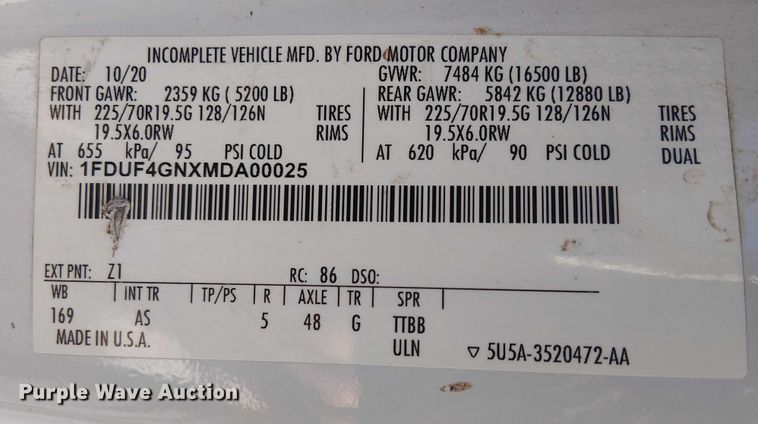 INCOMPLETE VEHICLE MFD. BY FORD MOTOR COMPANY
DATE: 10/20 GVWR: 7484 KG (16500 LB)
FRONT GAWR: 2359 KG ( 5200 LB) REAR GAWR: 5842 KG (12880 LB)
WITH 225/70R19.5G 128/126N TIRES WITH 225/70R19.5G 128/126N TIRES
19.5X6.0RW RIMS 19.5X6.0RW RIMS
AT 655 kPa/ 95 PSI COLD AT 620 kPa/ 90 PSI COLD DUAL
VIN: 1FDUF4GNXMDA00025
EXT PNT: Z1 RC: 86 DSO:
WB INT TR TP/PS R AXLE TR SPR
169 AS 5 48 G TTBB
MADE IN U.S.A. ULN ▽ 5U5A-3520472-AA
Purple Wave Auction